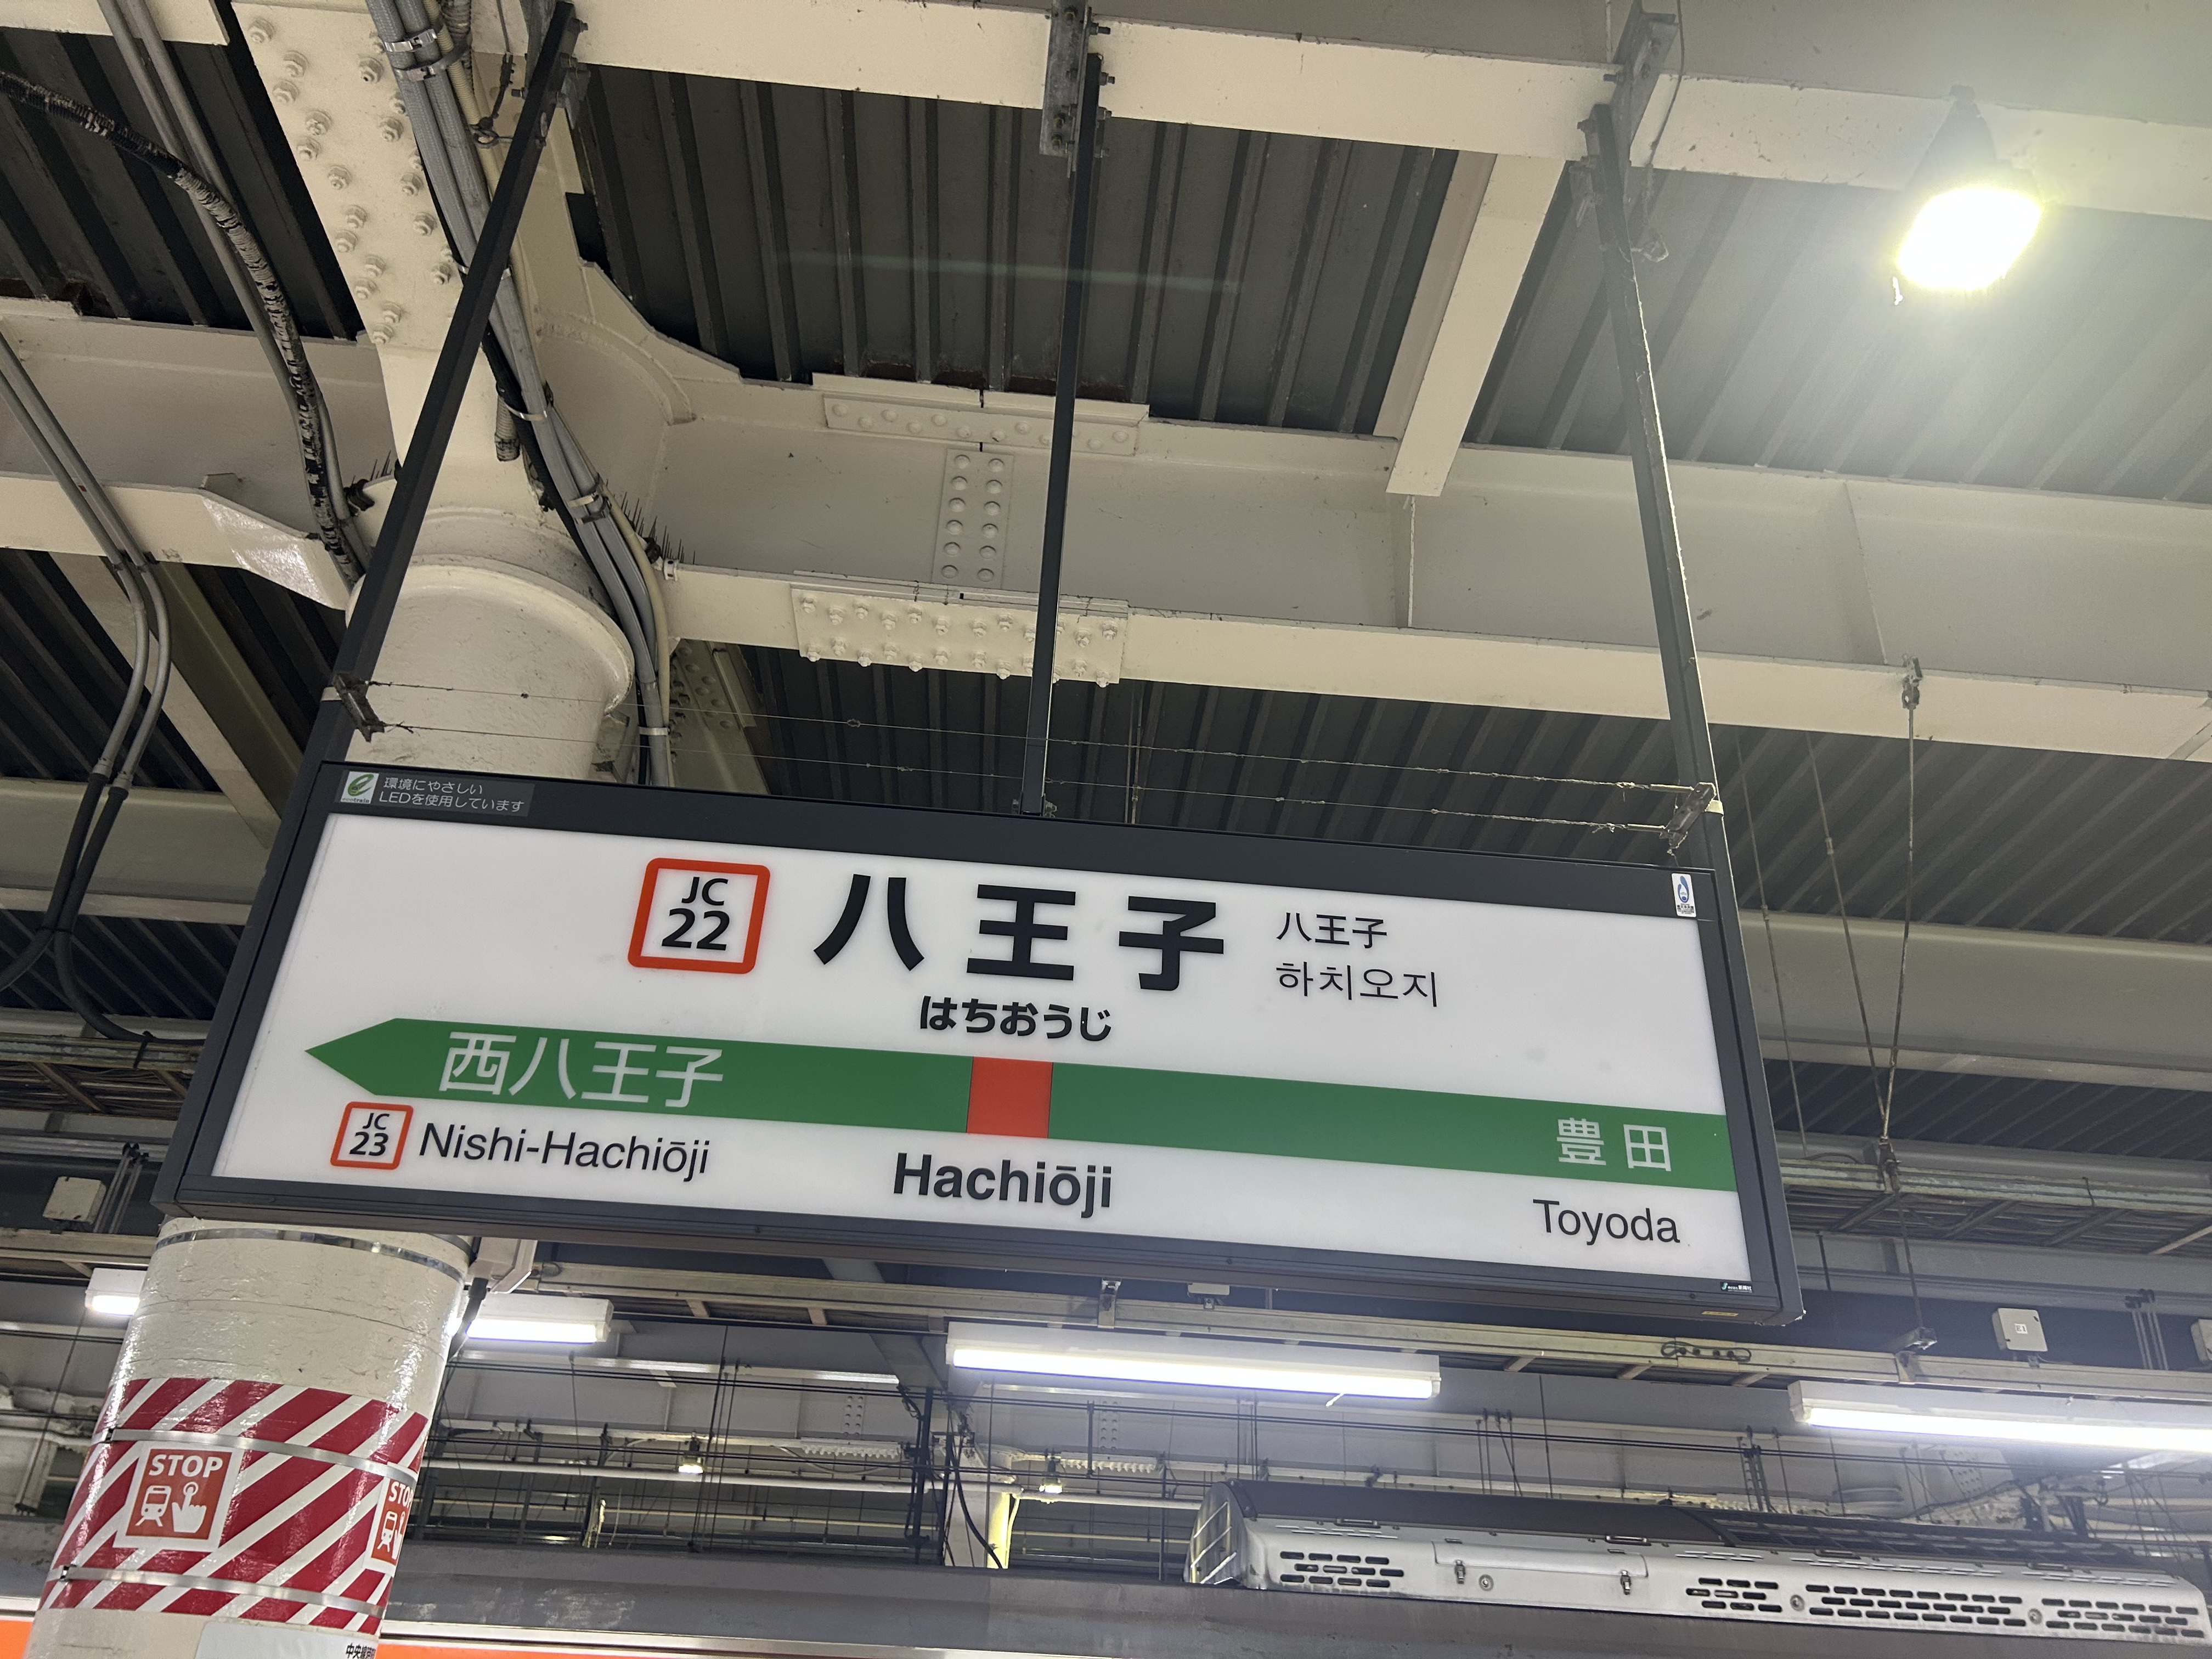 環境にやさしい
LEDを使用しています
JC
22
八王子
八王子
하치오지
はちおうじ
西八王子
豊田
JC
23
Nishi-Hachiōji
Hachiōji
Toyoda
STOP
STO